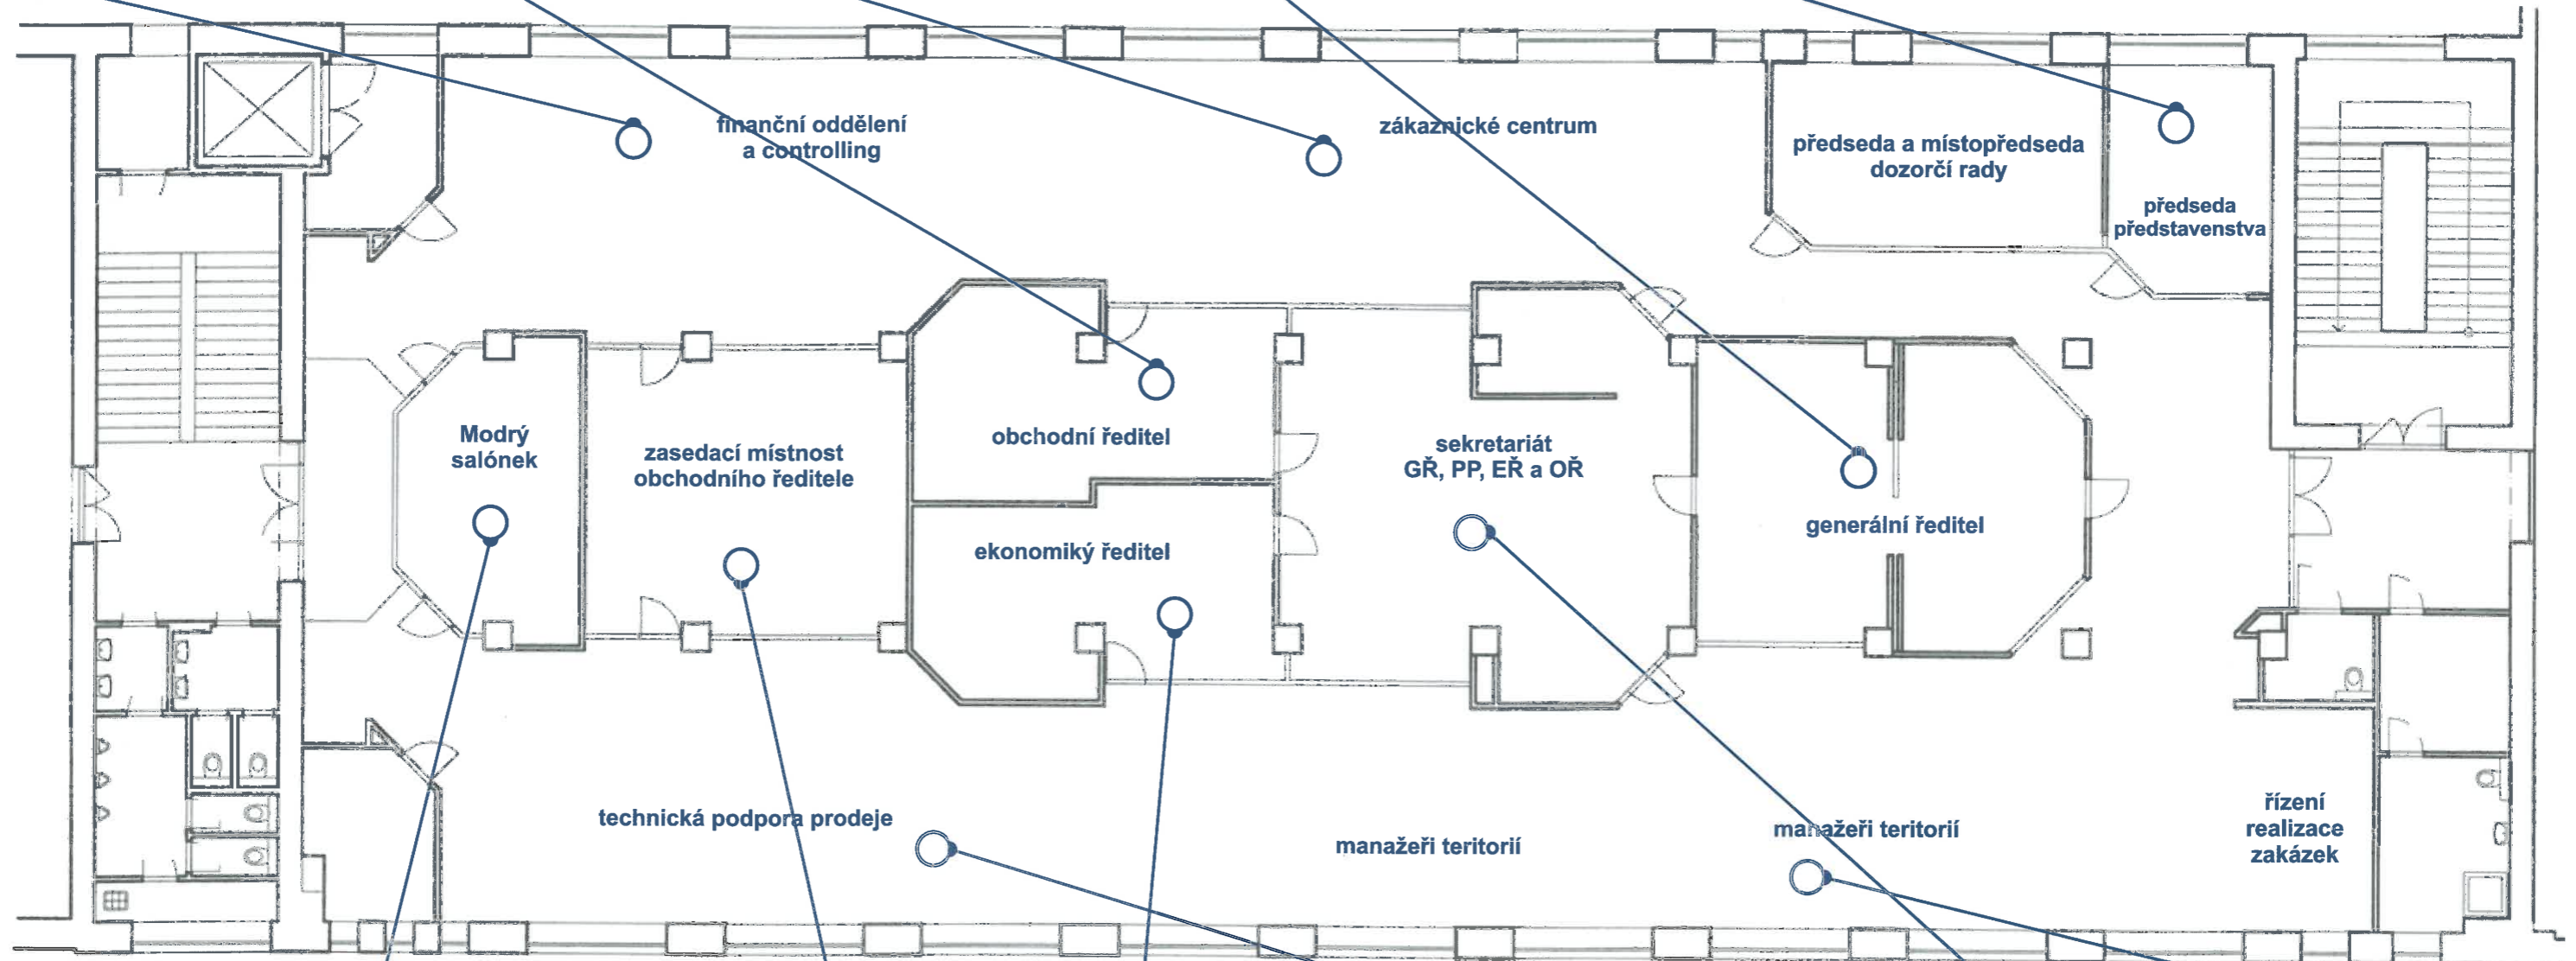 finanční oddělení
a controlling
zákaznické centrum
předseda a místopředseda
dozorčí rady
předseda
představenstva
Modrý
salónek
zasedací místnost
obchodního ředitele
obchodní ředitel
ekonomiký ředitel
sekretariát
GŘ, PP, EŘ a OŘ
generální ředitel
technická podpora prodeje
manažeři teritorií
manažeři teritorií
řízení
realizace
zakázek